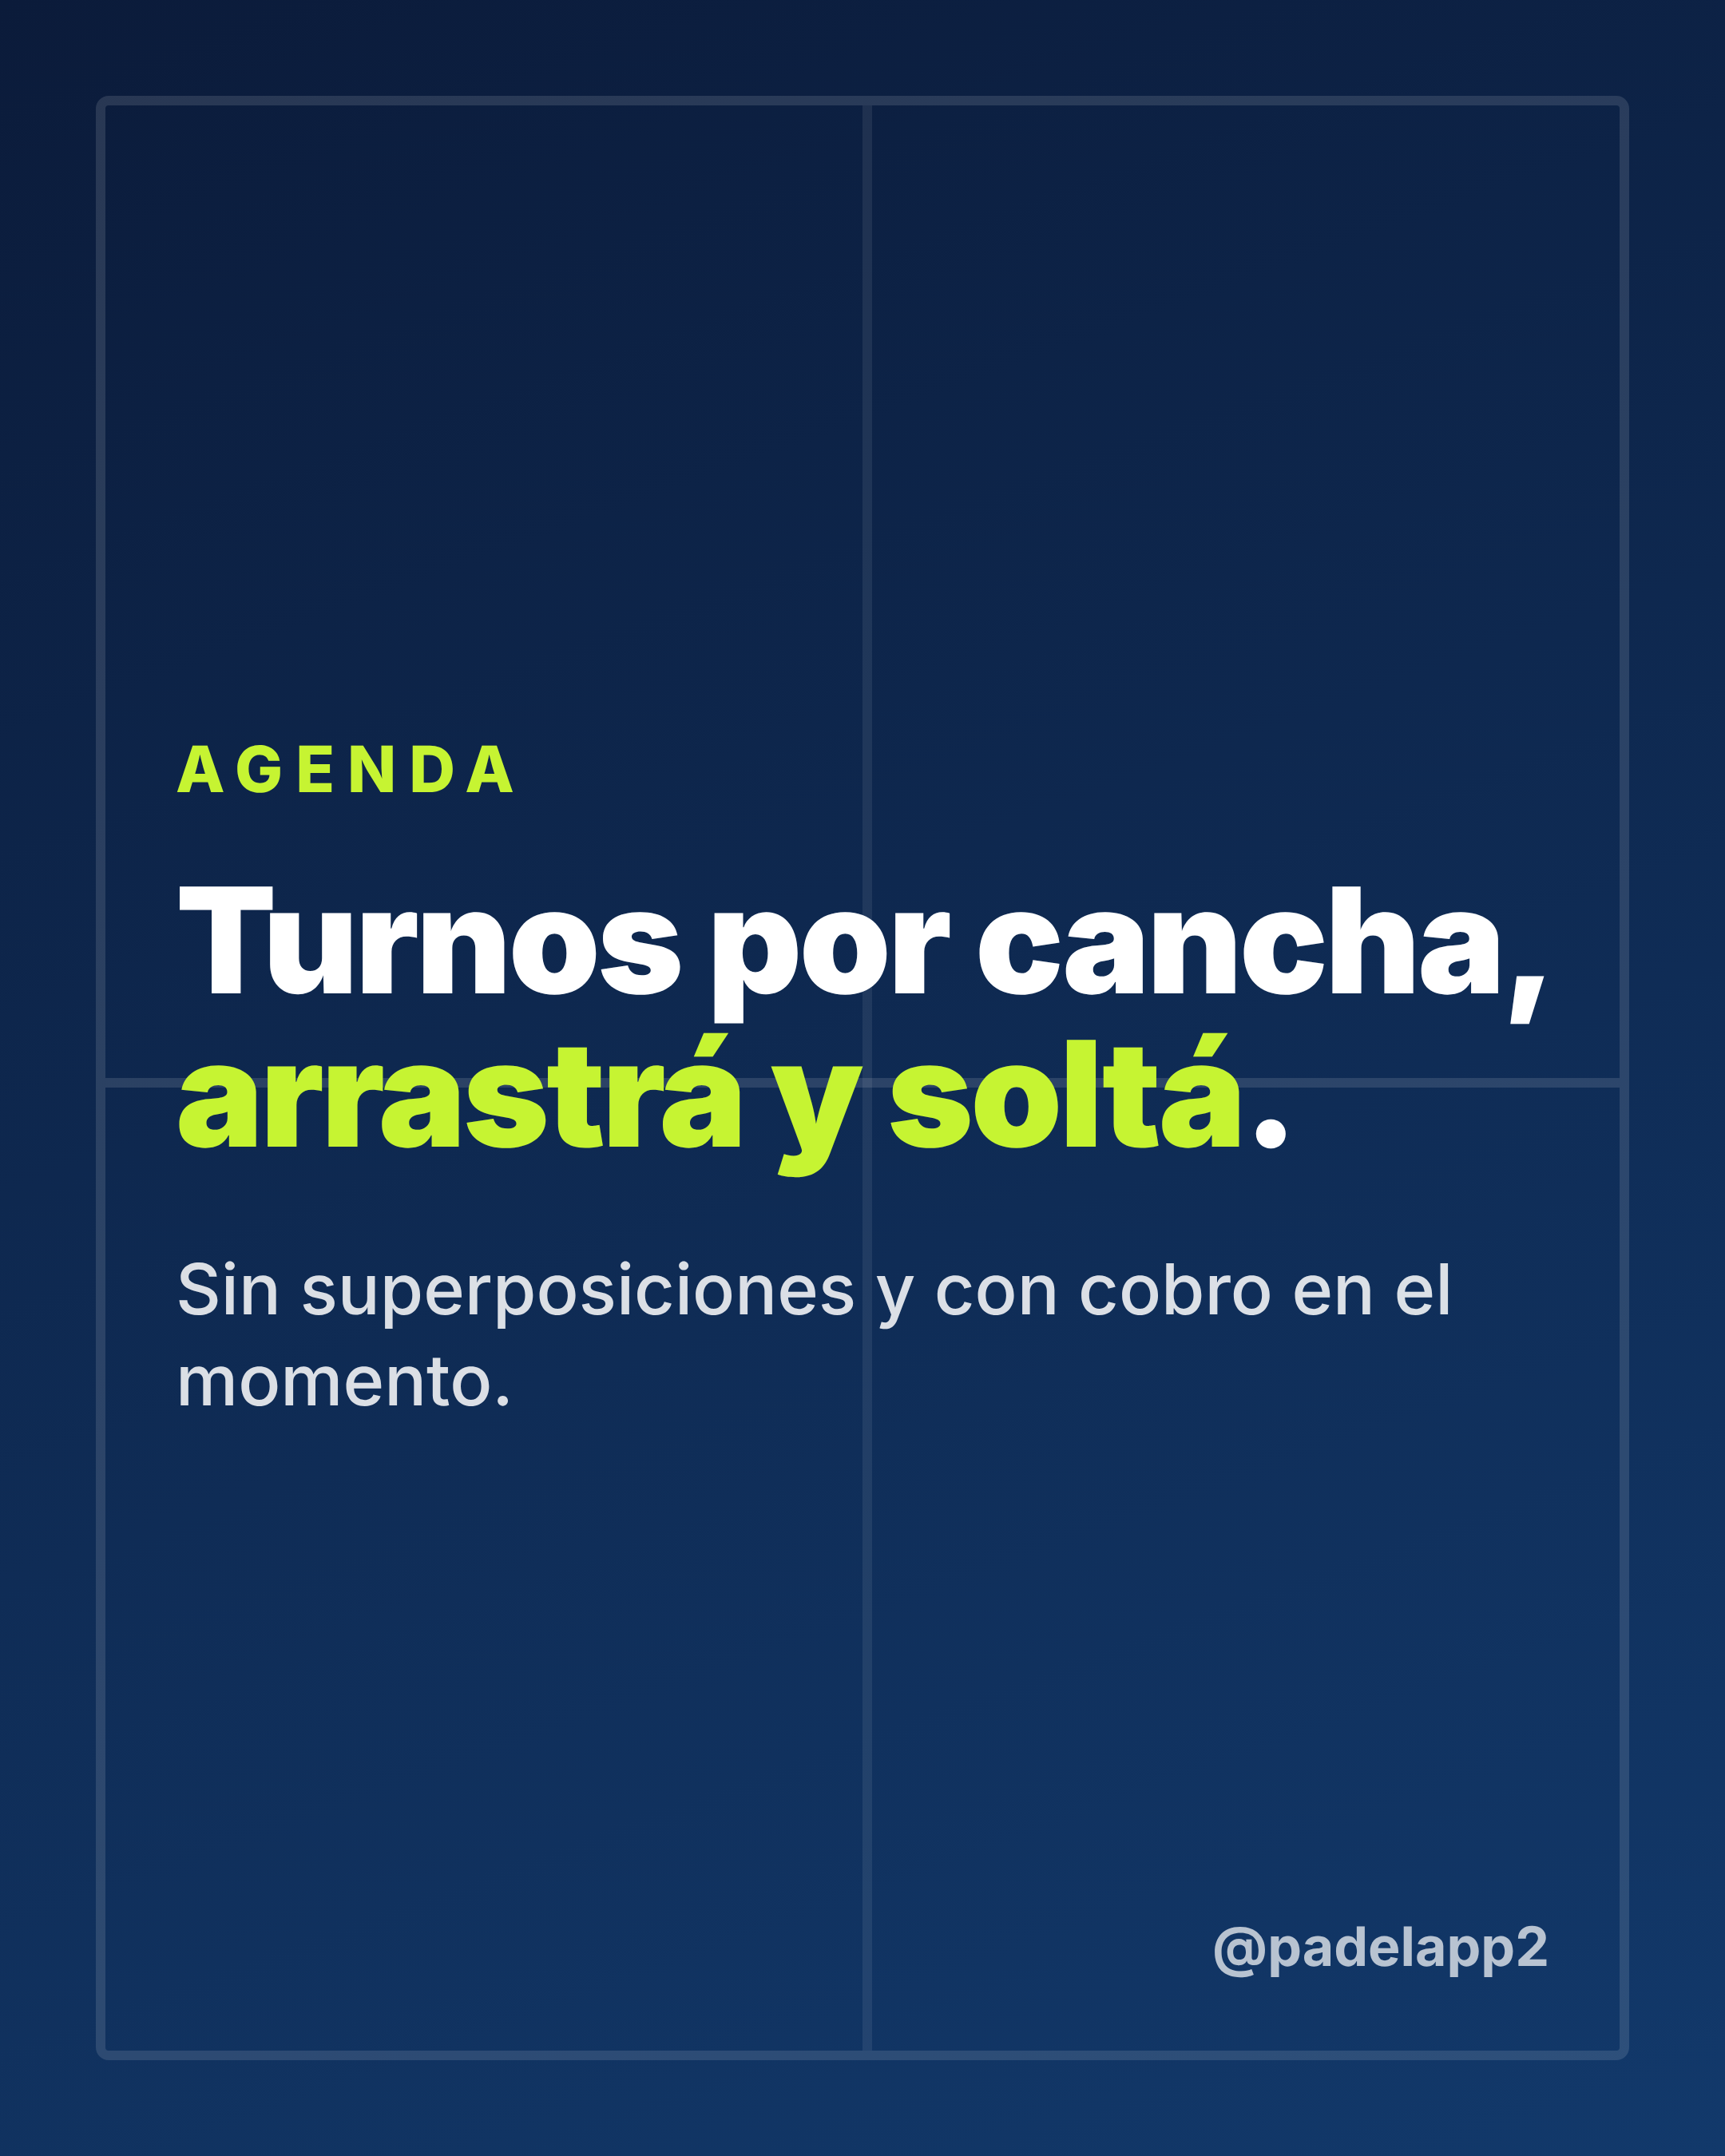 AGENDA
Turnos por cancha,
arrastrá y soltá.
Sin superposiciones y con cobro en el
momento.
@padelapp2